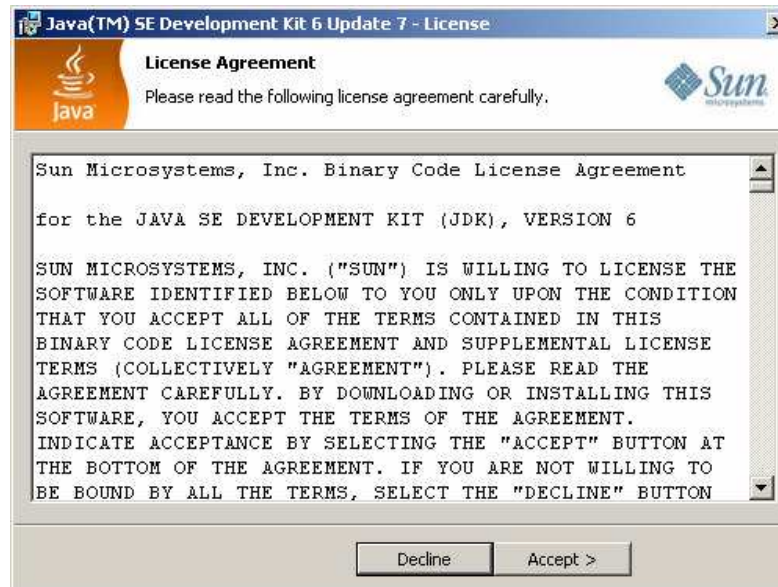 Java(TM) SE Development Kit 6 Update 7 - License
License Agreement
Please read the following license agreement carefully.
Java
Sun
microsystems
Sun Microsystems, Inc. Binary Code License Agreement
for the JAVA SE DEVELOPMENT KIT (JDK), VERSION 6
SUN MICROSYSTEMS, INC. ("SUN") IS WILLING TO LICENSE THE
SOFTWARE IDENTIFIED BELOW TO YOU ONLY UPON THE CONDITION
THAT YOU ACCEPT ALL OF THE TERMS CONTAINED IN THIS
BINARY CODE LICENSE AGREEMENT AND SUPPLEMENTAL LICENSE
TERMS (COLLECTIVELY "AGREEMENT"). PLEASE READ THE
AGREEMENT CAREFULLY. BY DOWNLOADING OR INSTALLING THIS
SOFTWARE, YOU ACCEPT THE TERMS OF THE AGREEMENT.
INDICATE ACCEPTANCE BY SELECTING THE "ACCEPT" BUTTON AT
THE BOTTOM OF THE AGREEMENT. IF YOU ARE NOT WILLING TO
BE BOUND BY ALL THE TERMS, SELECT THE "DECLINE" BUTTON
Decline
Accept >